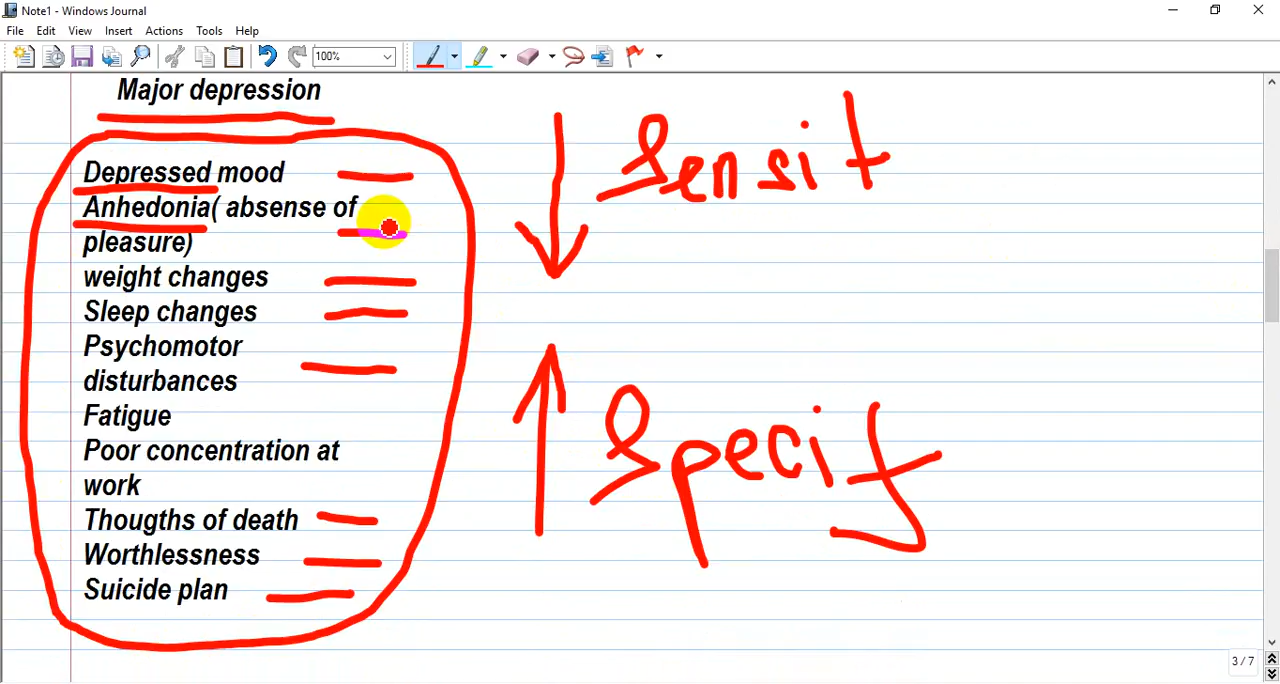 Note1 - Windows Journal
File Edit View Insert Actions Tools Help
100%
Major depression
Depressed mood
Anhedonia( absense of
pleasure)
weight changes
Sleep changes
Psychomotor
disturbances
Fatigue
Poor concentration at
work
Thougths of death
Worthlessness
Suicide plan
Sensit
Specif
3 / 7